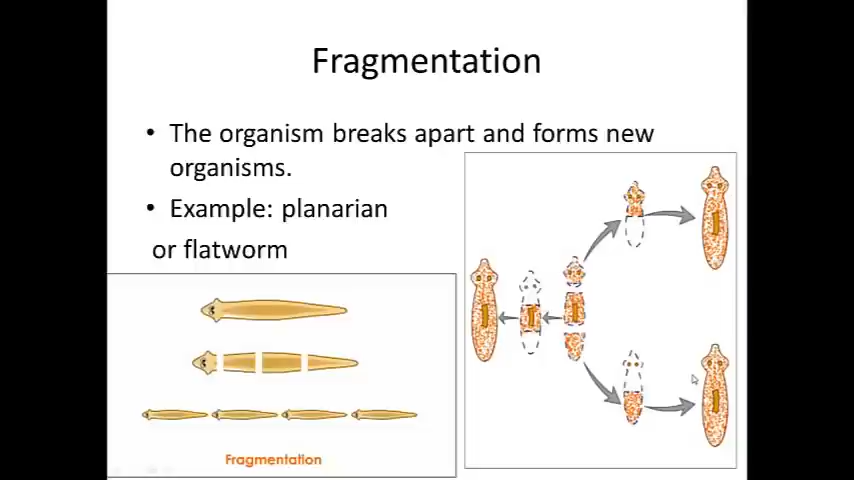 Fragmentation
• The organism breaks apart and forms new
organisms.
• Example: planarian
or flatworm
Fragmentation